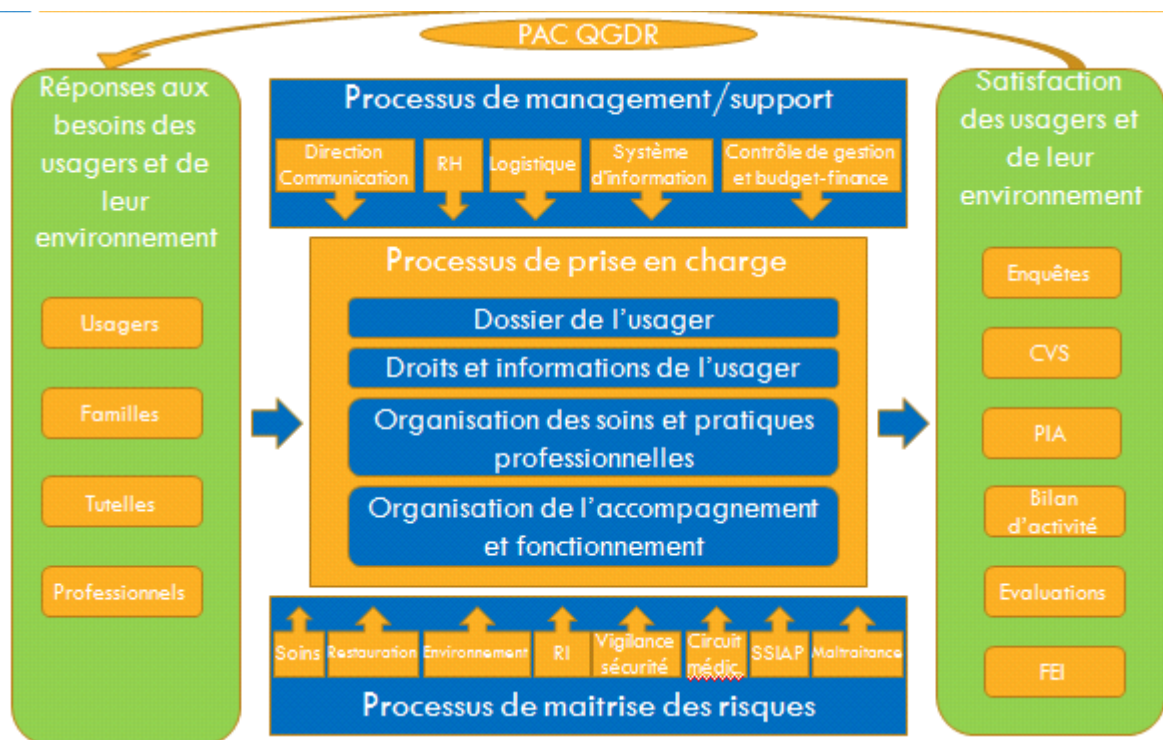 PAC QGDR
Réponses aux
besoins des
usagers et de
leur
environnement
Usagers
Familles
Tutelles
Professionnels
Processus de management/support
Direction
Communication
RH
Logistique
Système
d'information
Contrôle de gestion
et budget-finance
Processus de prise en charge
Dossier de l'usager
Droits et informations de l'usager
Organisation des soins et pratiques
professionnelles
Organisation de l'accompagnement
et fonctionnement
Soins
Restauration
Environnement
RI
Vigilance
sécurité
Circuit
médic.
SSIAP
Maltraitance
Processus de maitrise des risques
Satisfaction
des usagers et
de leur
environnement
Enquêtes
CVS
PIA
Bilan
d'activité
Evaluations
FEI